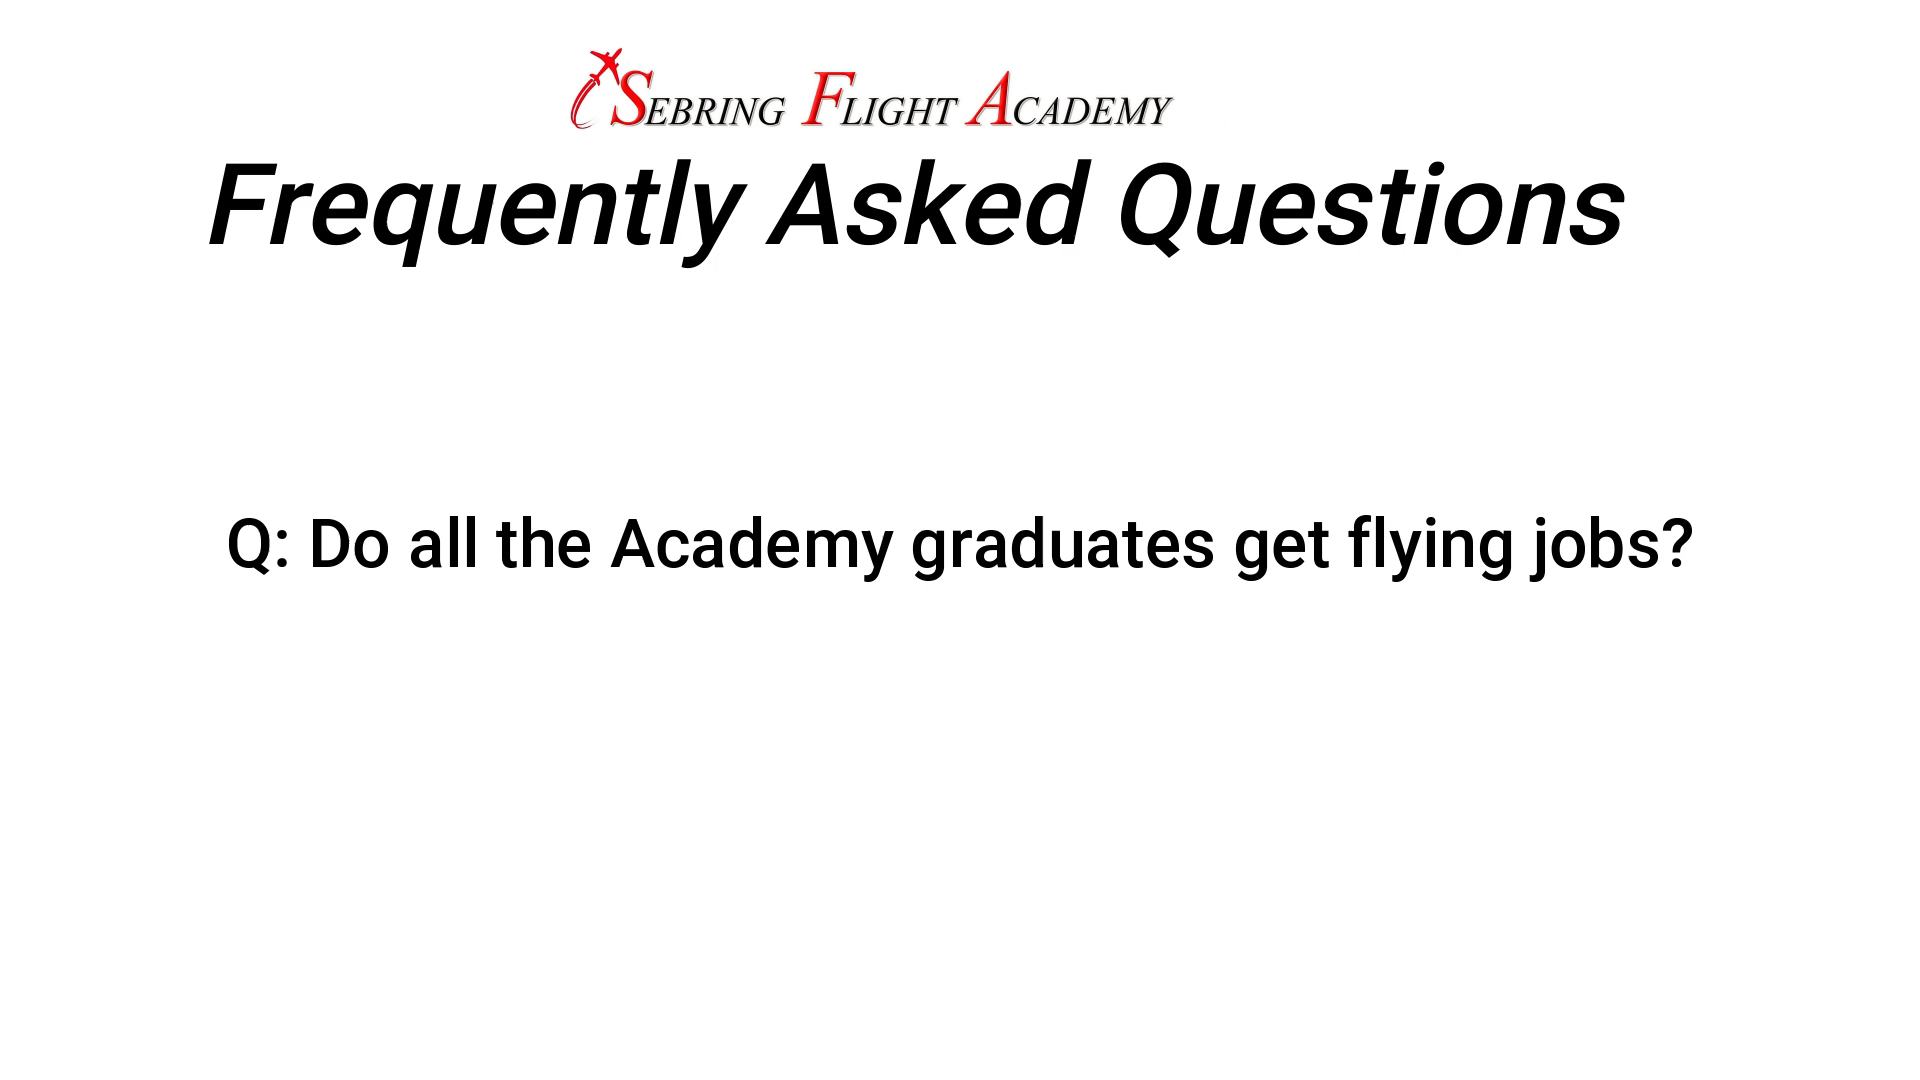 SEBRING FLIGHT ACADEMY
Frequently Asked Questions
Q: Do all the Academy graduates get flying jobs?